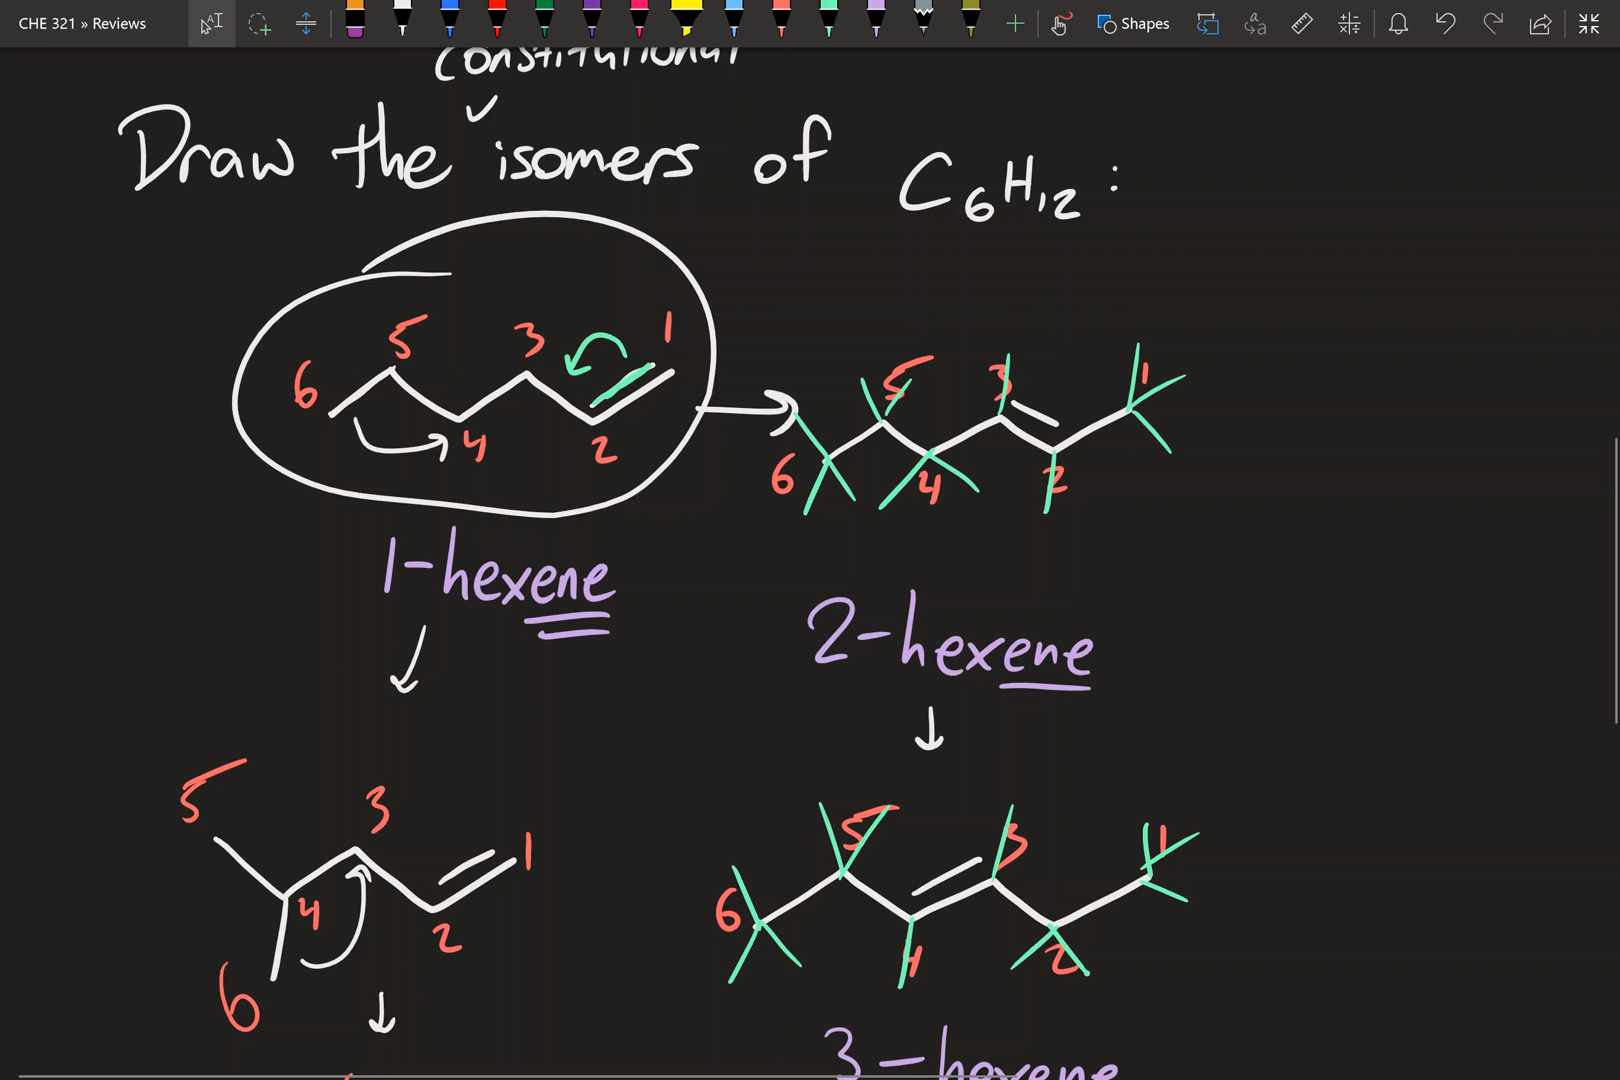 CHE 321 » Reviews
Shapes
constitutional
Draw the isomers of C6H12:
6 5 4 3 2 1
6 5 4 3 2 1
1-hexene
2-hexene
5 6 4 3 2 1
6 5 4 3 2 1
3-hexene